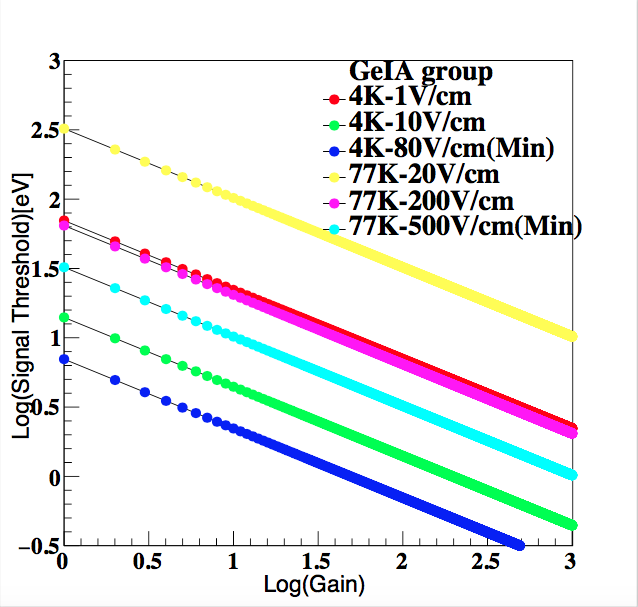 3
2.5
2
1.5
1
0.5
0
−0.5
Log(Signal Threshold)[eV]
GeIA group
4K-1V/cm
4K-10V/cm
4K-80V/cm(Min)
77K-20V/cm
77K-200V/cm
77K-500V/cm(Min)
0 0.5 1 1.5 2 2.5 3
Log(Gain)